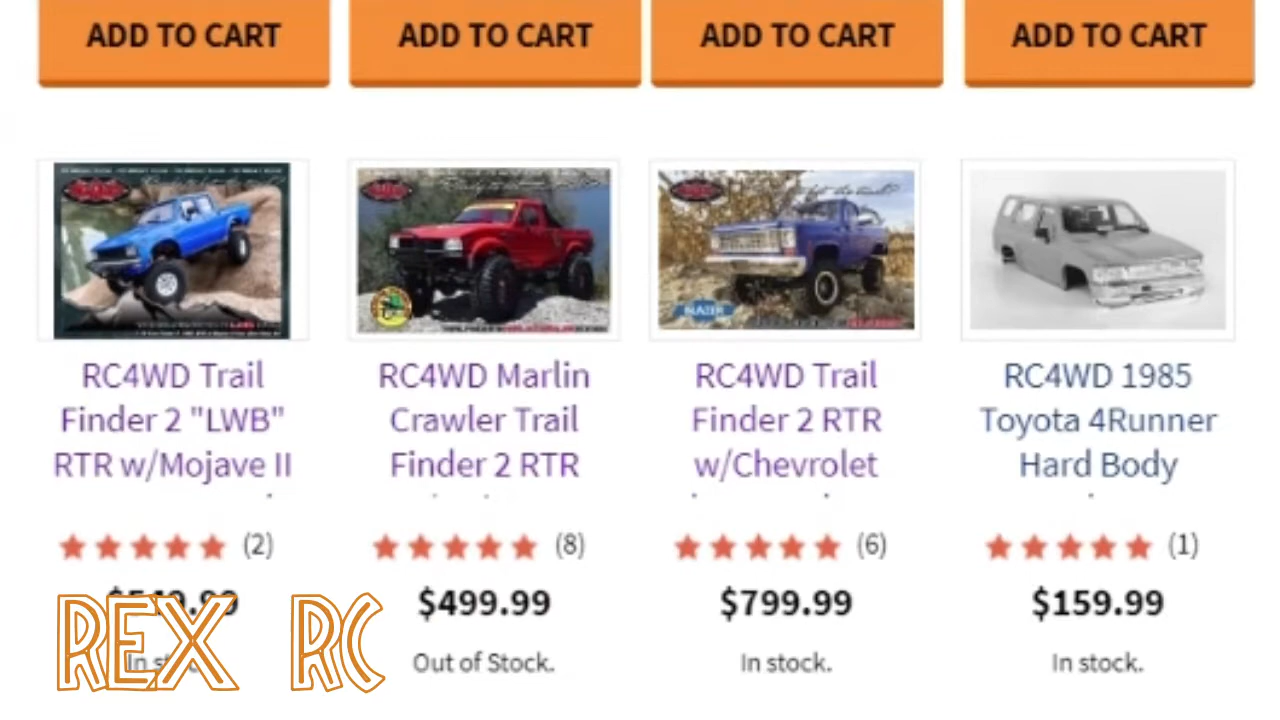 ADD TO CART ADD TO CART ADD TO CART ADD TO CART
RC4WD Trail
Finder 2 "LWB"
RTR w/Mojave II
(2)
RC4WD Marlin
Crawler Trail
Finder 2 RTR
(8)
$499.99
Out of Stock.
RC4WD Trail
Finder 2 RTR
w/Chevrolet
(6)
$799.99
In stock.
RC4WD 1985
Toyota 4Runner
Hard Body
(1)
$159.99
In stock.
REX RC
BLAZER